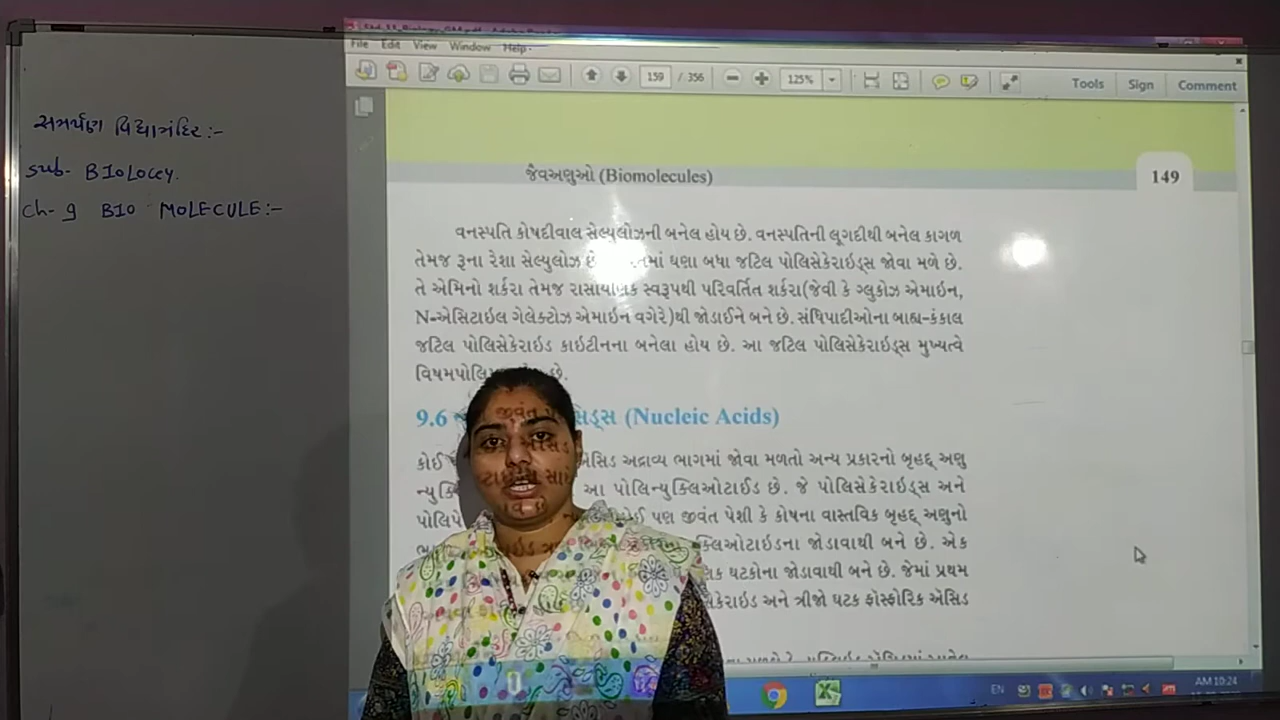 સમર્પણ વિદ્યામંદિર:-
Sub- BIOLOGY.
Ch- 9 BIO MOLECULE:-
File Edit View Window Help
159 / 356
125%
Tools Sign Comment
જૈવઅણુઓ (Biomolecules)
149
વનસ્પતિ કોષદીવાલ સેલ્યુલોઝની બનેલ હોય છે. વનસ્પતિની લૂગદીથી બનેલ કાગળ
તેમજ રૂના રેશા સેલ્યુલોઝ ઘણા બધા જટિલ પોલિસેકેરાઇડ્સ જોવા મળે છે.
તે એમિનો શર્કરા તેમજ રાસાયણિક સ્વરૂપથી પરિવર્તિત શર્કરા(જેવી કે ગ્લુકોઝ એમાઇન,
N-એસિટાઇલ ગેલેક્ટોઝ એમાઇન વગેરે)થી જોડાઈને બને છે. સંધિપાદીઓના બાહ્ય-કંકાલ
જટિલ પોલિસેકેરાઇડ કાઇટીનના બનેલા હોય છે. આ જટિલ પોલિસેકેરાઇડ્સ મુખ્યત્વે
છે.
9.6 (Nucleic Acids)
કોઈ અદ્રાવ્ય ભાગમાં જોવા મળતો અન્ય પ્રકારનો બૃહદ્ અણુ
આ પોલિન્યુક્લિઓટાઈડ છે. જે પોલિસેકેરાઇડ્સ અને
પણ જીવંત પેશી કે કોષના વાસ્તવિક બૃહદ્ અણુનો
જોડાવાથી બને છે. એક
ઘટકોના જોડાવાથી બને છે. જેમાં પ્રથમ
અને ત્રીજો ઘટક ફૉસ્ફોરિક ઍસિડ
EN
AM 10:24